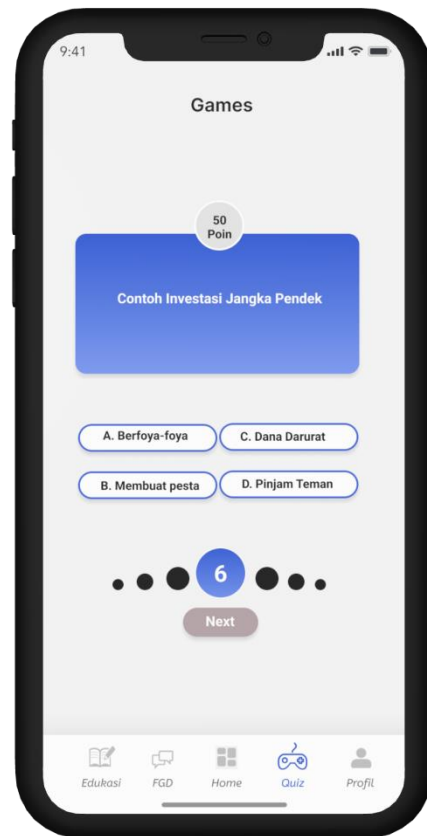 9:41
Games
50
Poin
Contoh Investasi Jangka Pendek
A. Berfoya-foya
C. Dana Darurat
B. Membuat pesta
D. Pinjam Teman
6
Next
Edukasi
FGD
Home
Quiz
Profil